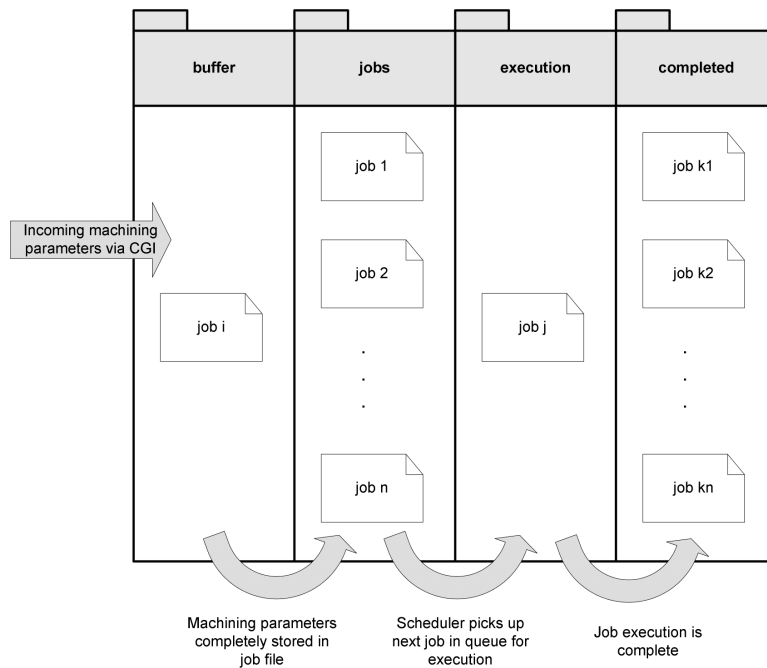 buffer
jobs
execution
completed
Incoming machining
parameters via CGI
job i
job 1
job 2
.
.
.
job n
job j
job k1
job k2
.
.
.
job kn
Machining parameters
completely stored in
job file
Scheduler picks up
next job in queue for
execution
Job execution is
complete